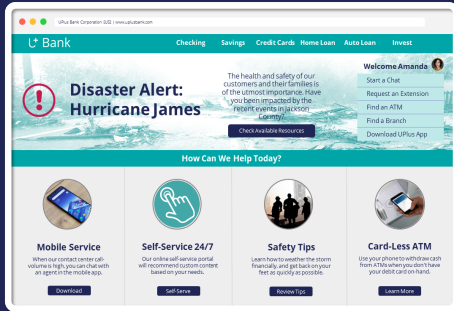 UPlus Bank Corporation [US] | www.uplusbank.com
U+ Bank
Checking Savings Credit Cards Home Loan Auto Loan Invest
Welcome Amanda
Start a Chat
Request an Extension
Find an ATM
Find a Branch
Download UPlus App
Disaster Alert:
Hurricane James
The health and safety of our
customers and their families is
of the utmost importance. Have
you been impacted by the
recent events in Jackson
County?
Check Available Resources
How Can We Help Today?
Mobile Service
When our contact center call-
volume is high, you can chat with
an agent in the mobile app.
Download
Self-Service 24/7
Our online self-service portal
will recommend custom content
based on your needs.
Self-Serve
Safety Tips
Learn how to weather the storm
financially, and get back on your
feet as quickly as possible.
Review Tips
Card-Less ATM
Use your phone to withdraw cash
from ATMs when you don't have
your debit card on-hand.
Learn More